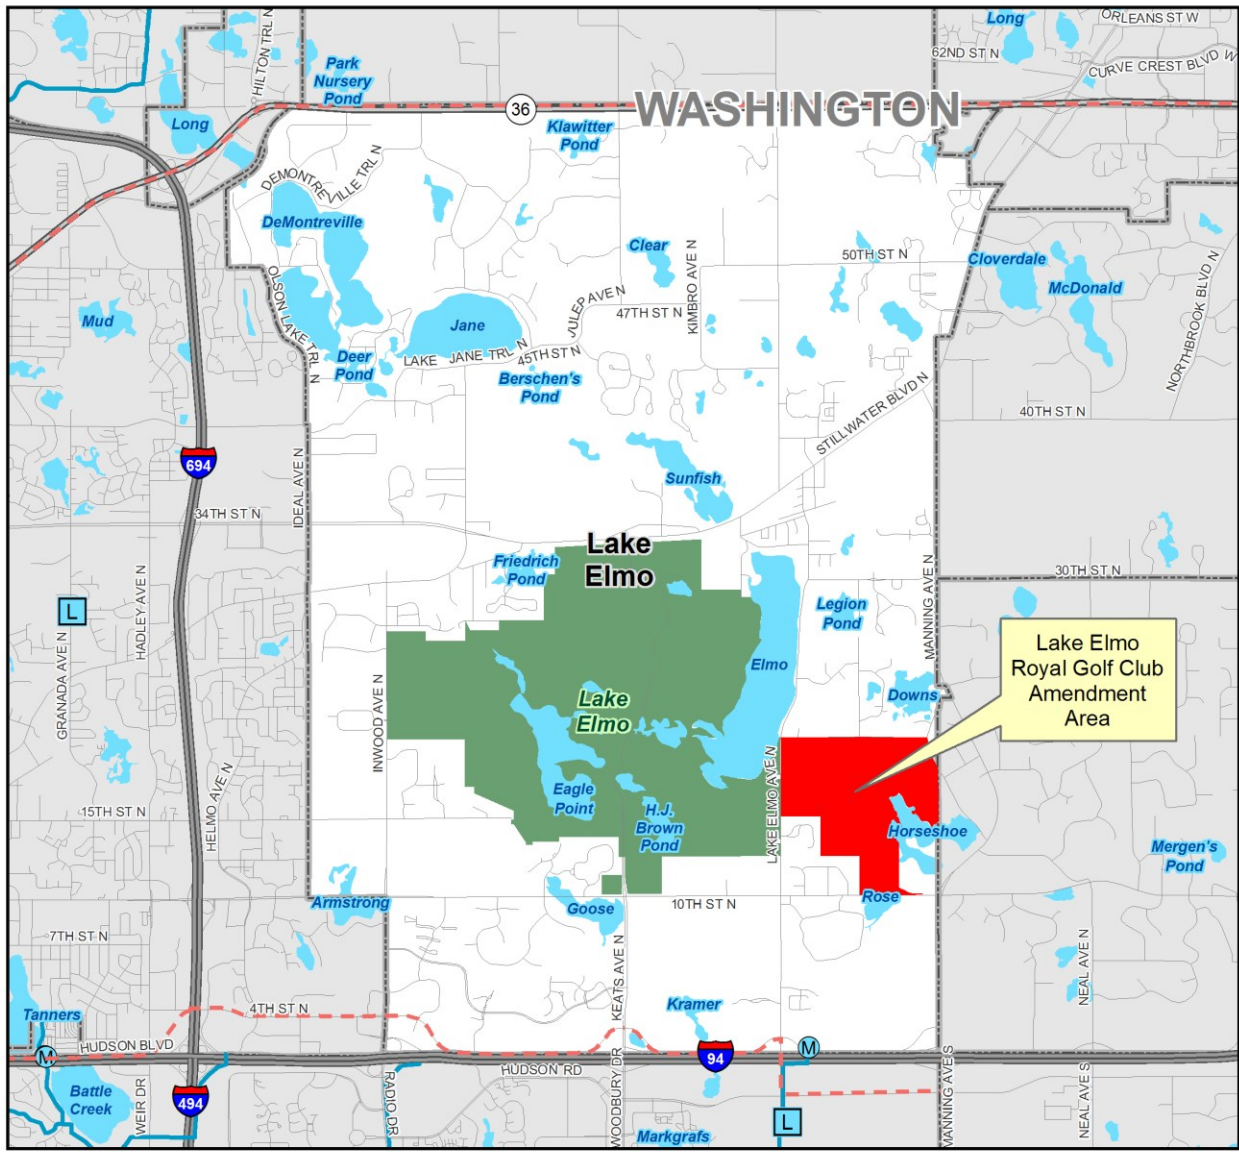 Long
ORLEANS ST W
62ND ST N
CURVE CREST BLVD W
HILTON TRL N
Park
Nursery
Pond
36
WASHINGTON
Long
Klawitter
Pond
DEMONTREVILLE TRL N
DeMontreville
Clear
KIMBRO AVE N
50TH ST N
Cloverdale
McDonald
NORTHBROOK BLVD N
OLSON LAKE TRL N
JULEP AVE N
47TH ST N
Mud
Jane
LAKE JANE TRL N
45TH ST N
Deer
Pond
Berschen's
Pond
STILLWATER BLVD N
40TH ST N
694
IDEAL AVE N
Sunfish
34TH ST N
Lake
Elmo
Friedrich
Pond
30TH ST N
MANNING AVE N
HADLEY AVE N
L
GRANADA AVE N
Legion
Pond
Lake Elmo
Royal Golf Club
Amendment
Area
Elmo
Downs
Lake
Elmo
INWOOD AVE N
LAKE ELMO AVE N
Eagle
Point
H.J.
Brown
Pond
15TH ST N
HELMO AVE N
Horseshoe
Mergen's
Pond
Armstrong
Goose
10TH ST N
Rose
7TH ST N
KEATS AVE N
NEAL AVE N
4TH ST N
Kramer
Tanners
M
HUDSON BLVD
M
94
HUDSON RD
Battle
Creek
WEIR DR
494
RADIO DR
WOODBURY DR
L
MANNING AVE S
NEAL AVE S
Markgrafs